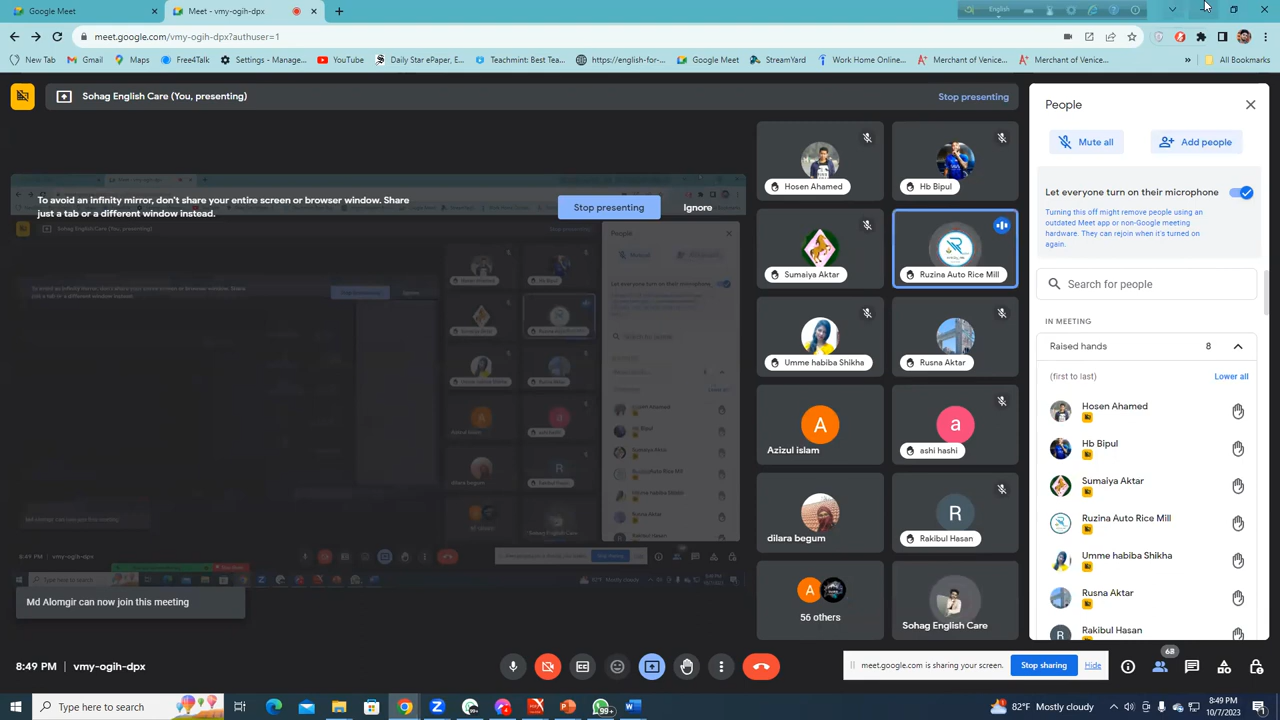 Google Meet
Meet - vmy-ogih-dpx
English
meet.google.com/vmy-ogih-dpx?authuser=1
New Tab
Gmail
Maps
Free4Talk
Settings - Manage...
YouTube
Daily Star ePaper, E...
Teechmint: Best Tea...
https://english-for-...
Google Meet
StreamYard
Work Home Online...
Merchant of Venice...
Merchant of Venice...
»
All Bookmarks
Sohag English Care (You, presenting)
Stop presenting
To avoid an infinity mirror, don't share your entire screen or browser window. Share
just a tab or a different window instead.
Stop presenting
Ignore
Md Alomgir can now join this meeting
Hosen Ahamed
Hb Bipul
Sumaiya Aktar
Ruzina Auto Rice Mill
Umme habiba Shikha
Rusna Aktar
A
Azizul islam
a
ashi hashi
dilara begum
R
Rakibul Hasan
A
56 others
Sohag English Care
People
Mute all
Add people
Let everyone turn on their microphone
Turning this off might remove people using an
outdated Meet app or non-Google meeting
hardware. They can rejoin when it's turned on
again.
Search for people
IN MEETING
Raised hands
8
(first to last)
Lower all
Hosen Ahamed
Hb Bipul
Sumaiya Aktar
Ruzina Auto Rice Mill
Umme habiba Shikha
Rusna Aktar
R
Rakibul Hasan
8:49 PM | vmy-ogih-dpx
meet.google.com is sharing your screen.
Stop sharing
Hide
68
Type here to search
99+
82°F Mostly cloudy
8:49 PM
10/7/2023